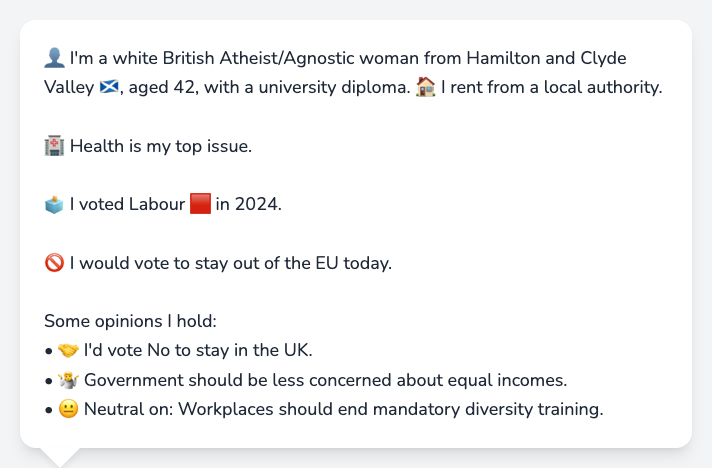 👤 I'm a white British Atheist/Agnostic woman from Hamilton and Clyde
Valley 🏴󠁧󠁢󠁳󠁣󠁴󠁿, aged 42, with a university diploma. 🏠 I rent from a local authority.
🏥 Health is my top issue.
🗳️ I voted Labour 🟥 in 2024.
🚫 I would vote to stay out of the EU today.
Some opinions I hold:
• 🤝 I'd vote No to stay in the UK.
• 🤷 Government should be less concerned about equal incomes.
• 😐 Neutral on: Workplaces should end mandatory diversity training.